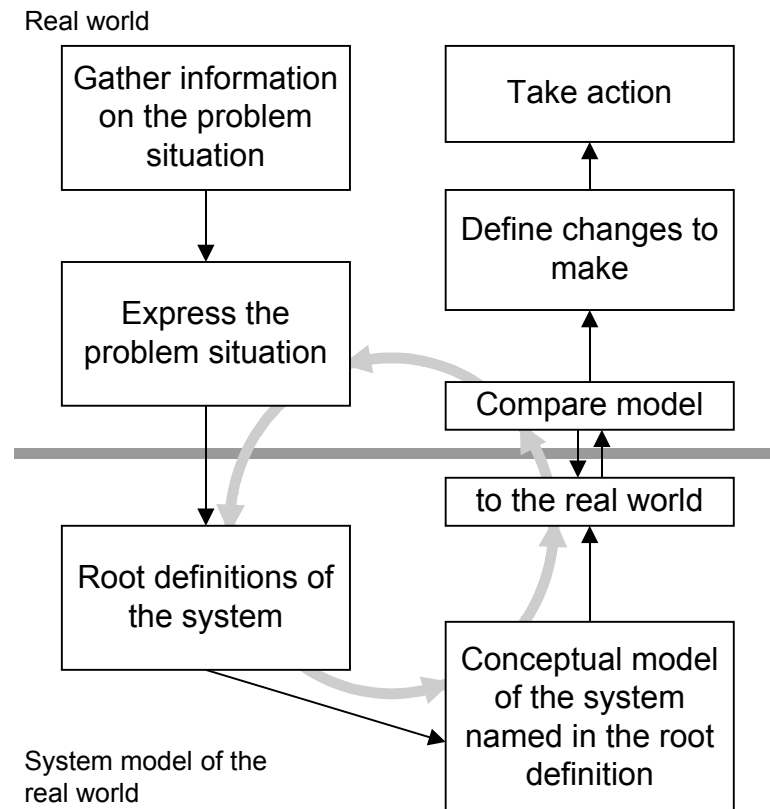 Real world
Gather information
on the problem
situation
Express the
problem situation
Root definitions of
the system
System model of the
real world
Take action
Define changes to
make
Compare model
to the real world
Conceptual model
of the system
named in the root
definition